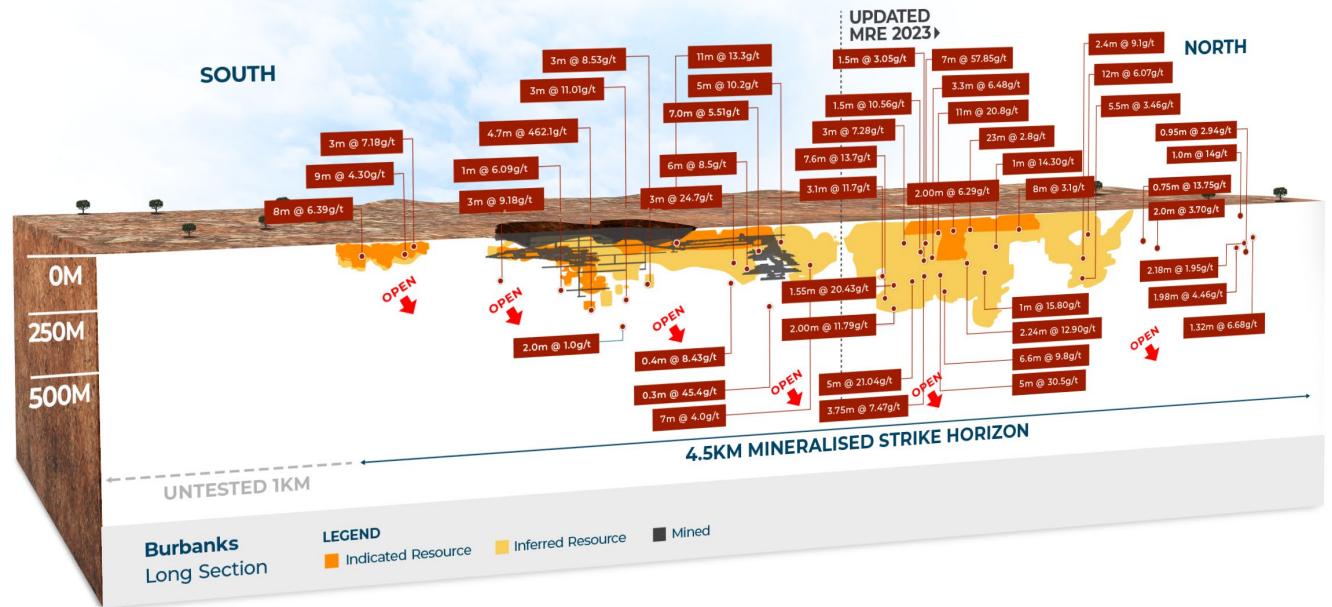 UPDATED
MRE 2023
SOUTH
NORTH
3m @ 8.53g/t
11m @ 13.3g/t
1.5m @ 3.05g/t
7m @ 57.85g/t
2.4m @ 9.1g/t
3m @ 11.01g/t
5m @ 10.2g/t
3.3m @ 6.48g/t
12m @ 6.07g/t
7.0m @ 5.51g/t
1.5m @ 10.56g/t
11m @ 20.8g/t
5.5m @ 3.46g/t
3m @ 7.18g/t
4.7m @ 462.1g/t
3m @ 7.28g/t
23m @ 2.8g/t
0.95m @ 2.94g/t
9m @ 4.30g/t
1m @ 6.09g/t
6m @ 8.5g/t
7.6m @ 13.7g/t
1m @ 14.30g/t
1.0m @ 14g/t
8m @ 6.39g/t
3m @ 9.18g/t
3m @ 24.7g/t
3.1m @ 11.7g/t
2.00m @ 6.29g/t
8m @ 3.1g/t
0.75m @ 13.75g/t
2.0m @ 3.70g/t
0M
250M
500M
OPEN
OPEN
OPEN
OPEN
OPEN
OPEN
2.0m @ 1.0g/t
0.4m @ 8.43g/t
0.3m @ 45.4g/t
7m @ 4.0g/t
1.55m @ 20.43g/t
2.00m @ 11.79g/t
5m @ 21.04g/t
3.75m @ 7.47g/t
1m @ 15.80g/t
2.24m @ 12.90g/t
6.6m @ 9.8g/t
5m @ 30.5g/t
2.18m @ 1.95g/t
1.98m @ 4.46g/t
1.32m @ 6.68g/t
4.5KM MINERALISED STRIKE HORIZON
UNTESTED 1KM
Burbanks
Long Section
LEGEND
Indicated Resource
Inferred Resource
Mined